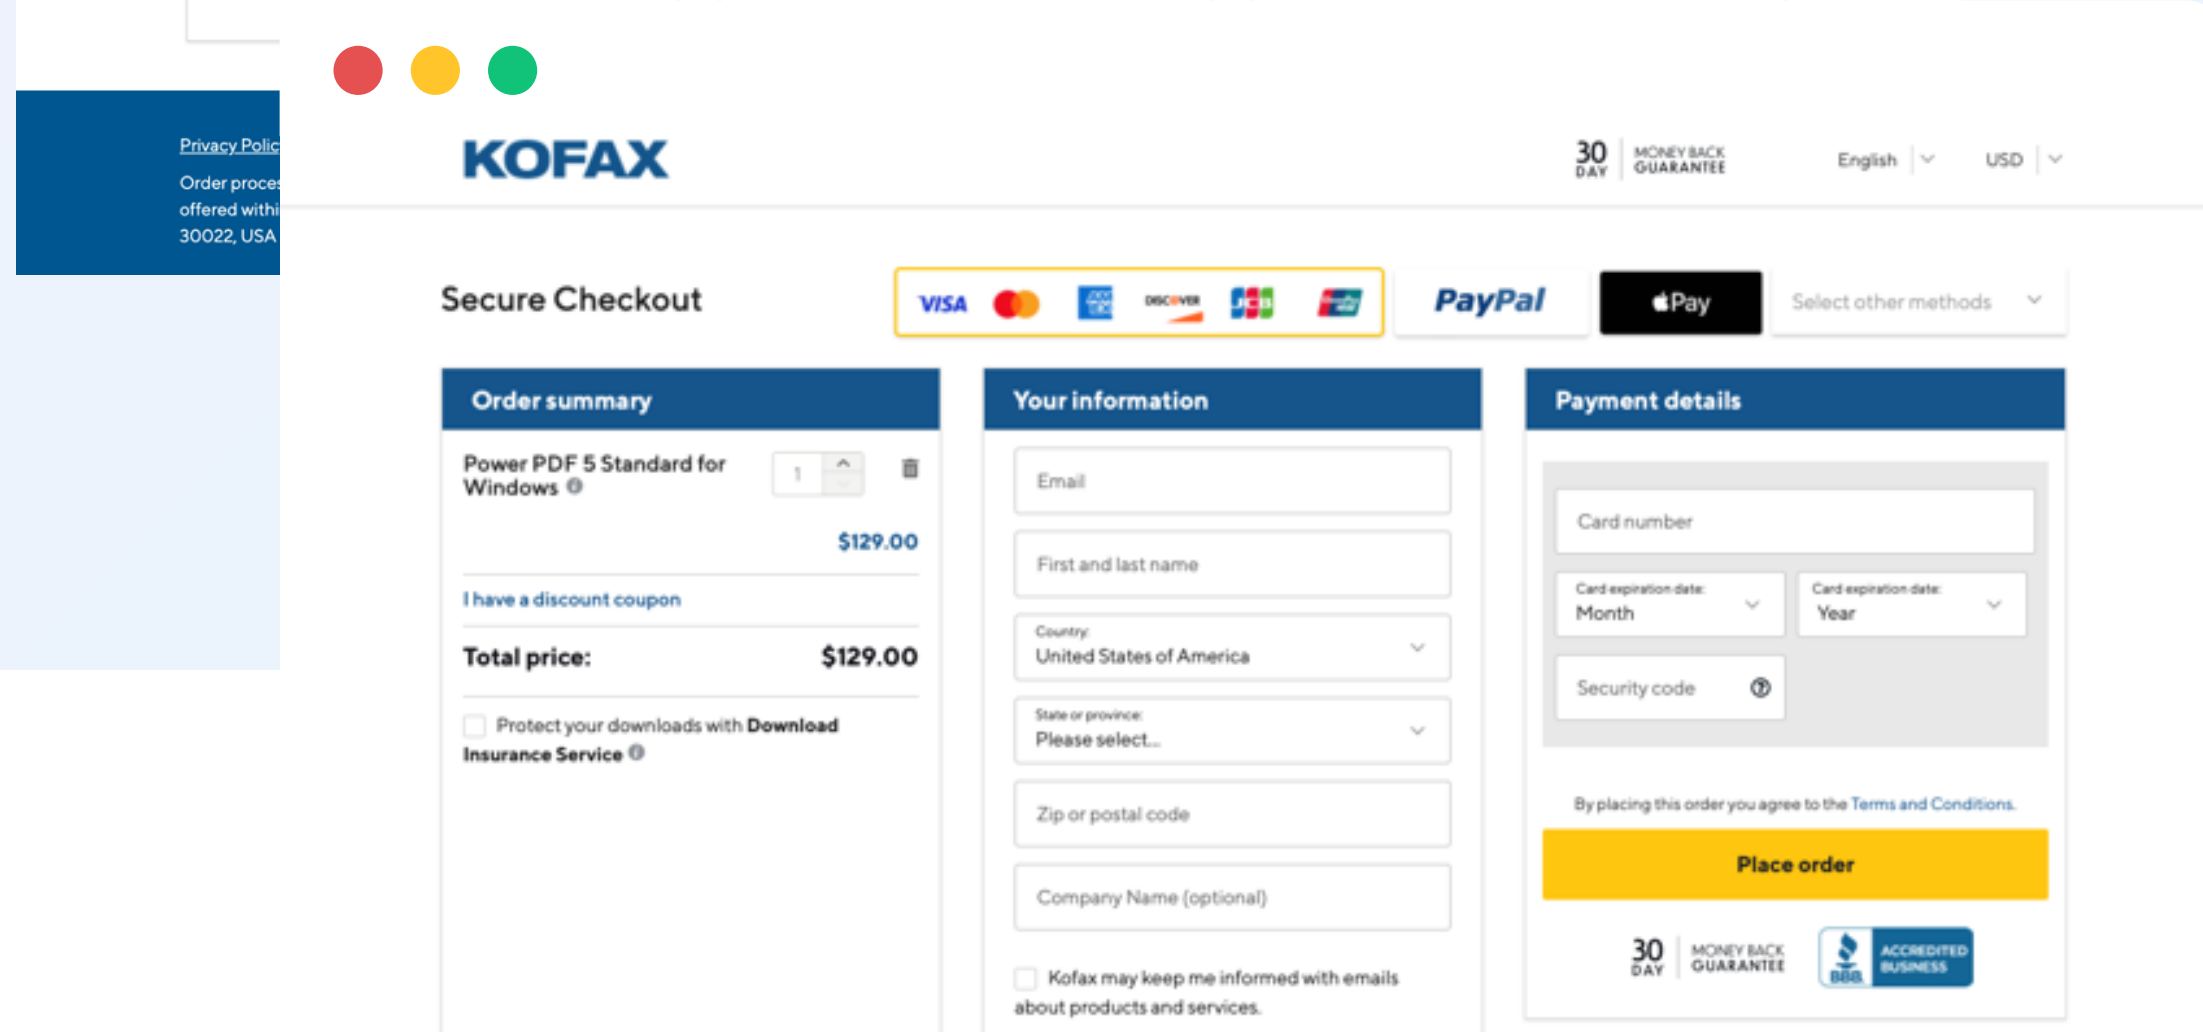 Privacy Polic
Order proces
offered withi
30022, USA
KOFAX
30 DAY MONEY BACK GUARANTEE
English
USD
Secure Checkout
VISA
DISCOVER
JCB
PayPal
Pay
Select other methods
Order summary
Power PDF 5 Standard for
Windows
1
$129.00
I have a discount coupon
Total price: $129.00
Protect your downloads with Download
Insurance Service
Your information
Email
First and last name
Country:
United States of America
State or province:
Please select...
Zip or postal code
Company Name (optional)
Kofax may keep me informed with emails
about products and services.
Payment details
Card number
Card expiration date:
Month
Card expiration date:
Year
Security code
By placing this order you agree to the Terms and Conditions.
Place order
30 DAY MONEY BACK GUARANTEE
BBB
ACCREDITED
BUSINESS